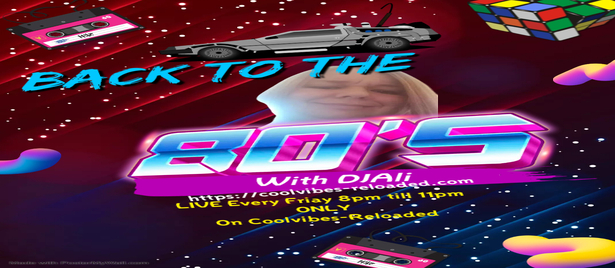 BACK TO THE
80'S
With DJAli
https://coolvibes-reloaded.com
LIVE Every Friay 8pm till 11pm
ONLY
On Coolvibes-Reloaded